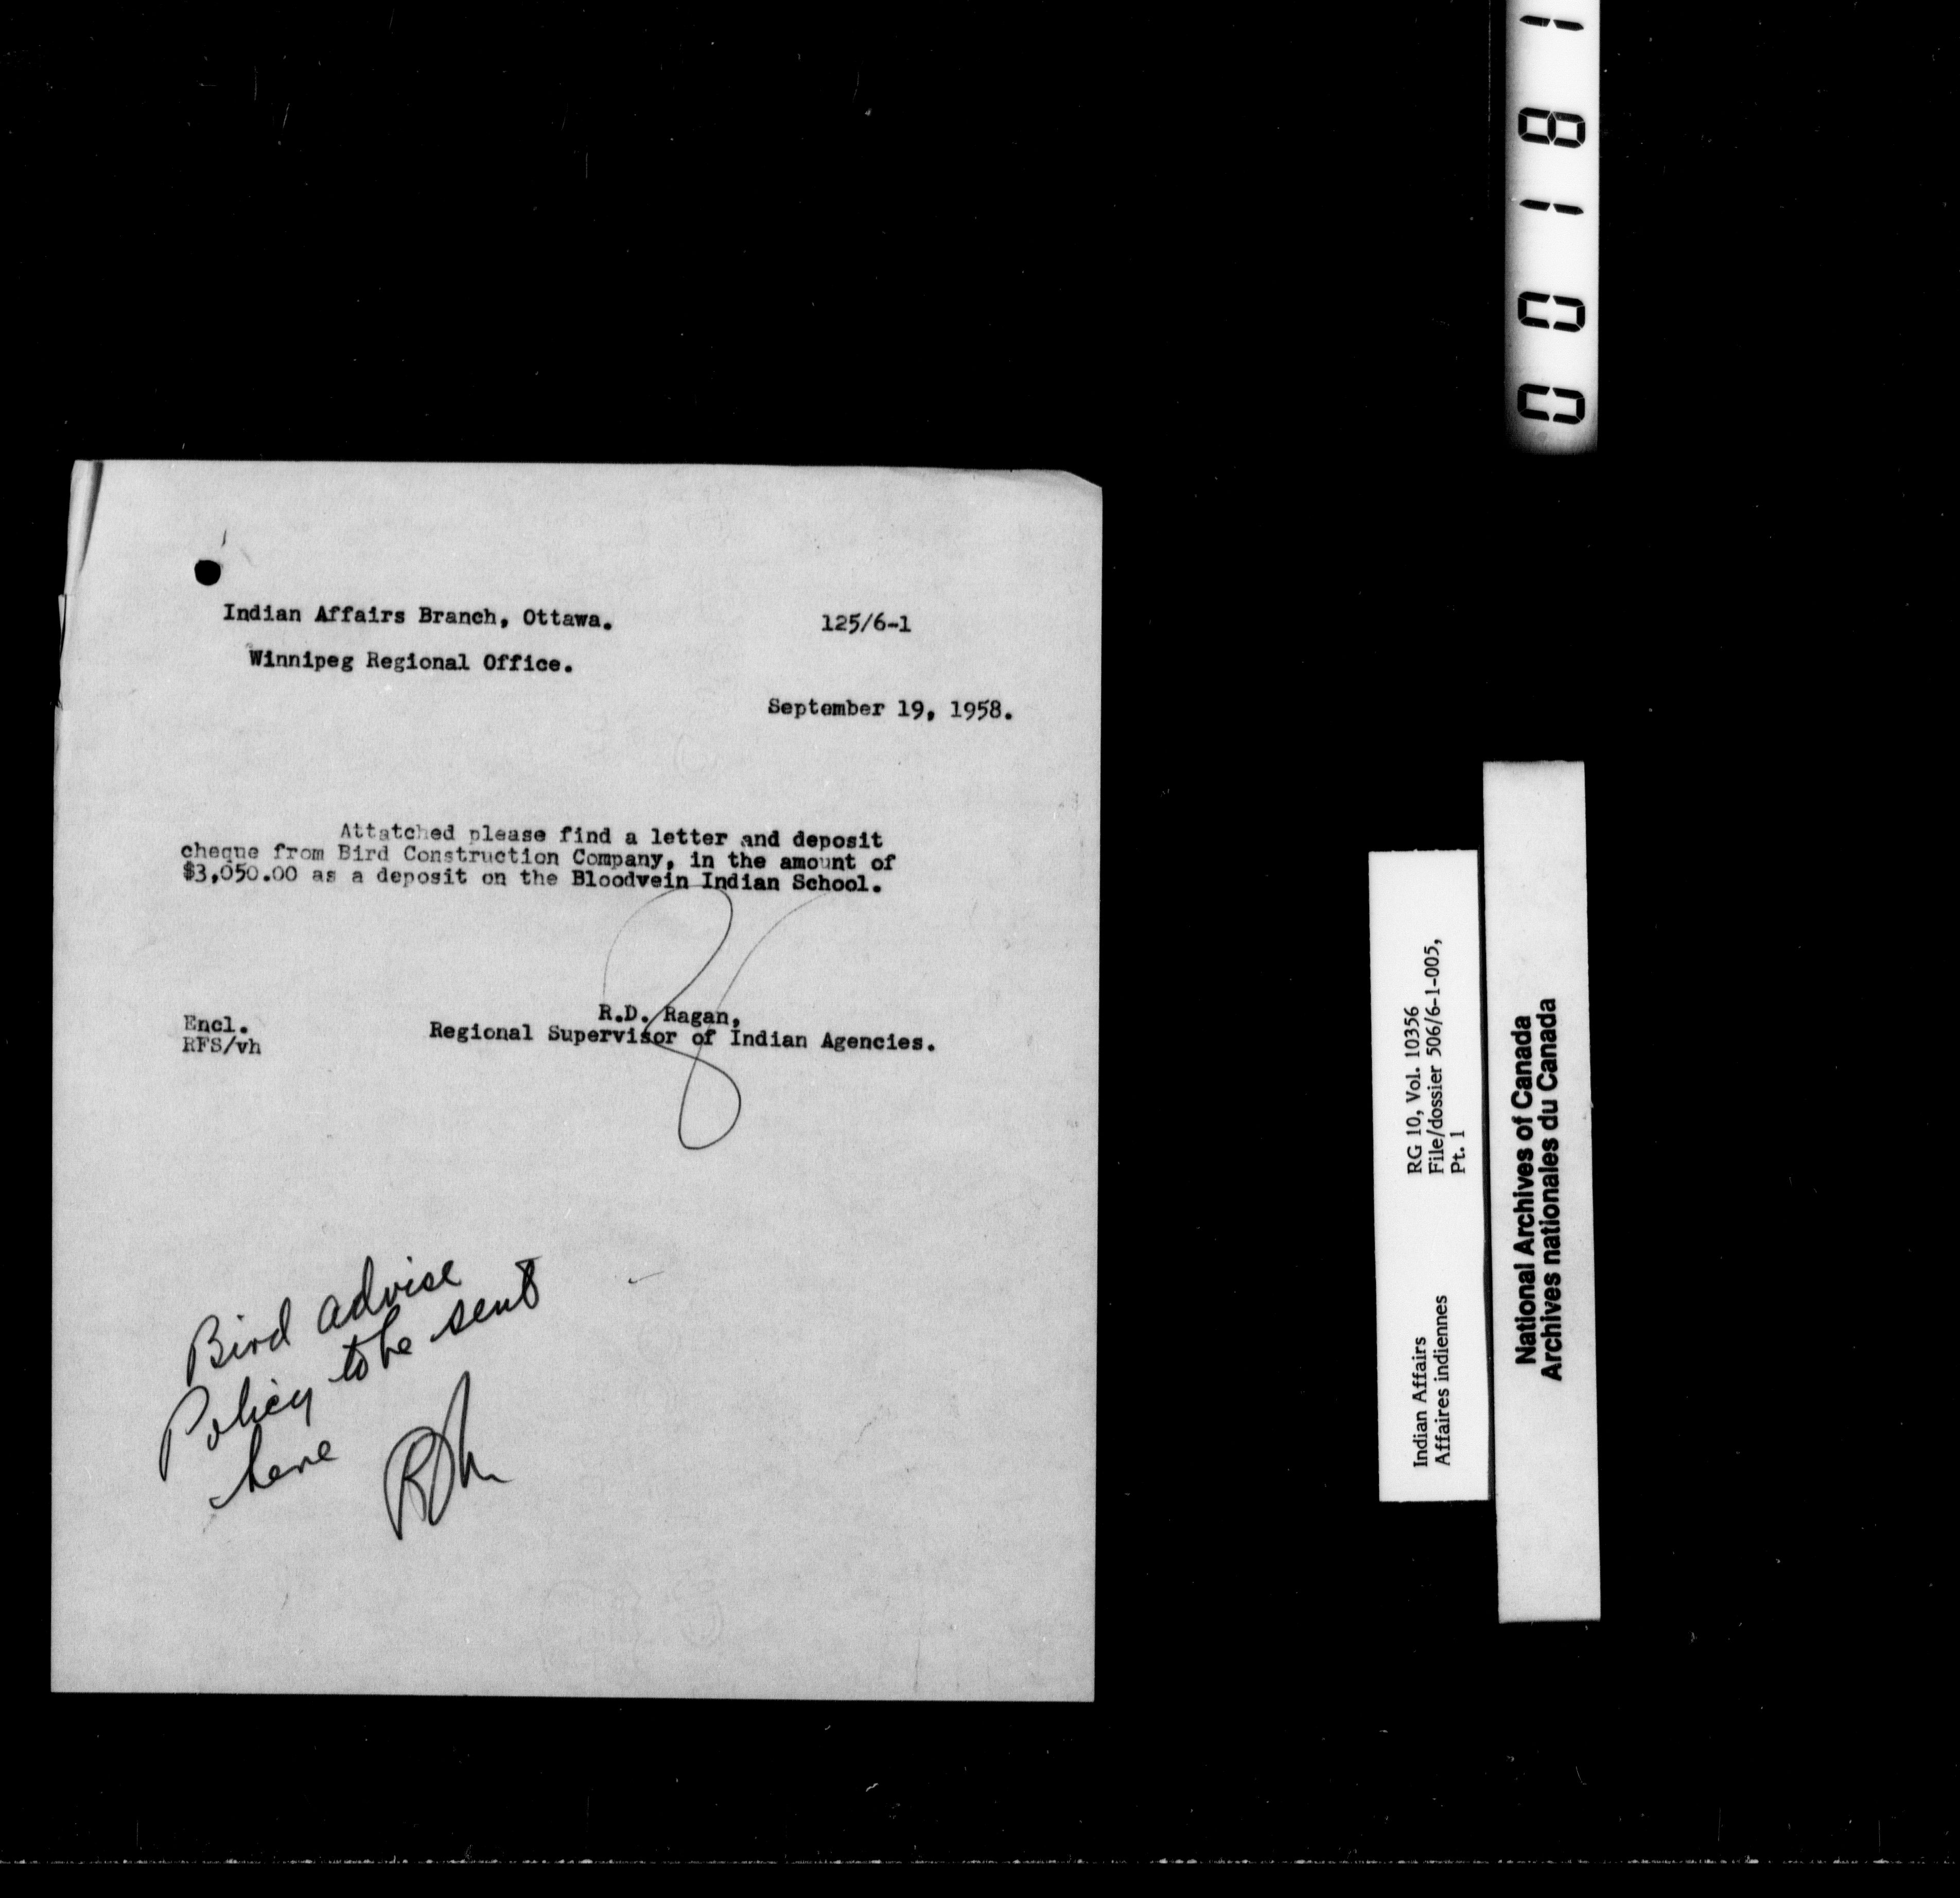 Indian Affairs Branch, Ottawa.
125/6-1
Winnipeg Regional Office.
September 19, 1958.
Attatched please find a letter and deposit
cheque from Bird Construction Company, in the amount of
$3,050.00 as a deposit on the Bloodvein Indian School.
R.D. Ragan,
Regional Supervisor of Indian Agencies.
Encl.
RFS/vh
Bird advise
Policy to be sent
here
00181
RG 10, Vol. 10356
File/dossier 506/6-1-005,
Pt. 1
Indian Affairs
Affaires indiennes
National Archives of Canada
Archives nationales du Canada